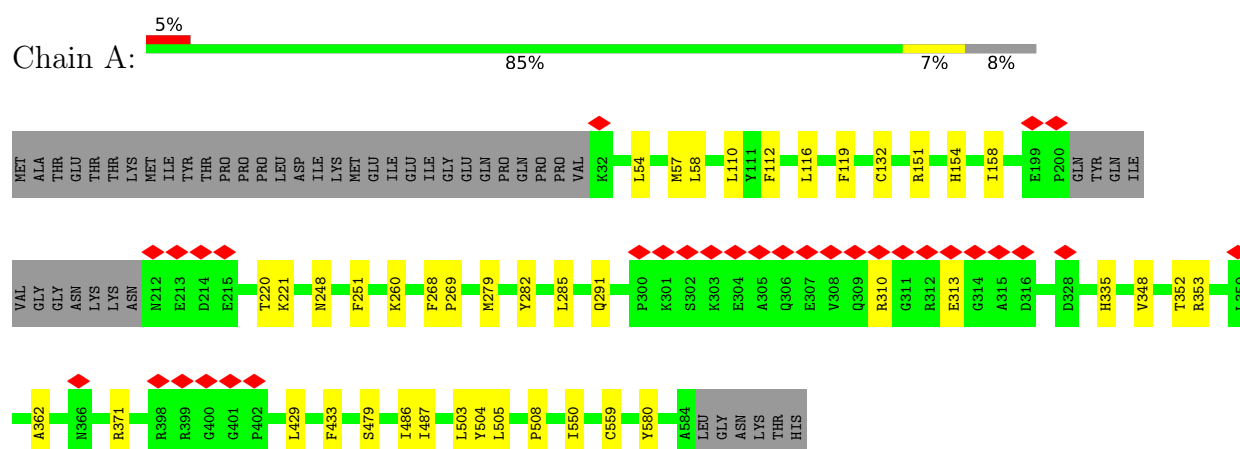 Chain A:
5%
85%
7%
8%
MET ALA THR GLU THR THR LYS MET ILE TYR THR PRO PRO PRO LEU ASP ILE LYS MET GLU ILE GLU ILE GLY GLU GLN PRO GLN PRO PRO VAL K32 L54 M57 L58 L110 Y111 F112 L116 F119 C132 R151 H154 I158 E199 P200 GLN TYR GLN ILE
VAL GLY GLY ASN LYS LYS ASN N212 E213 D214 E215 T220 K221 N248 F251 K260 F268 P269 M279 Y282 L285 Q291 P300 K301 S302 K303 E304 A305 Q306 E307 V308 Q309 R310 G311 R312 E313 G314 A315 D316 D328 H335 V348 T352 R353
A362 N366 R371 R398 R399 G400 G401 P402 L429 F433 S479 I486 I487 L503 Y504 L505 P508 I550 C559 Y580 A584 LEU GLY ASN LYS THR HIS